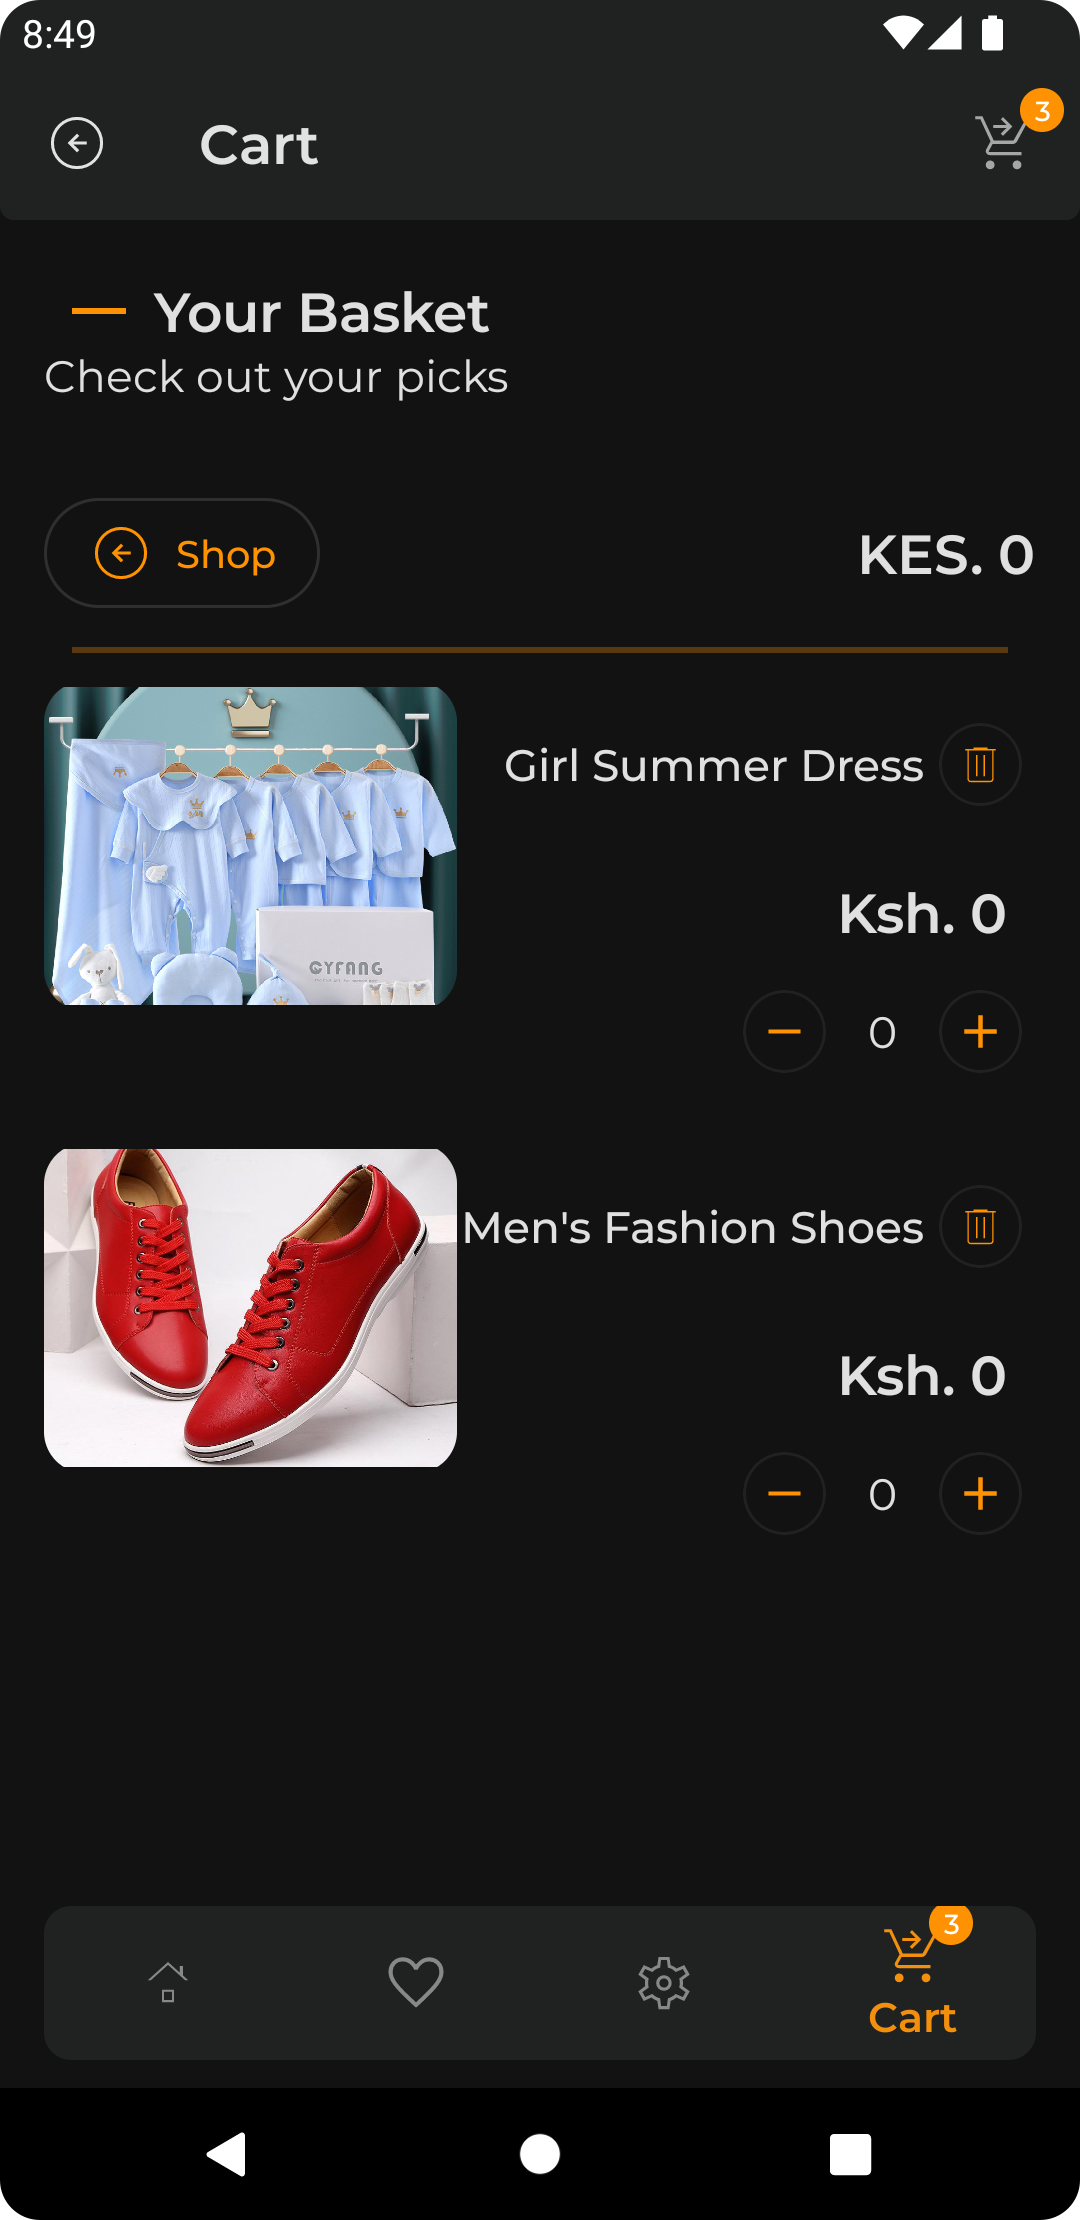 8:49
Cart
3
Your Basket
Check out your picks
Shop
KES. 0
Girl Summer Dress
Ksh. 0
0
GYFANG
Men's Fashion Shoes
Ksh. 0
0
3
Cart